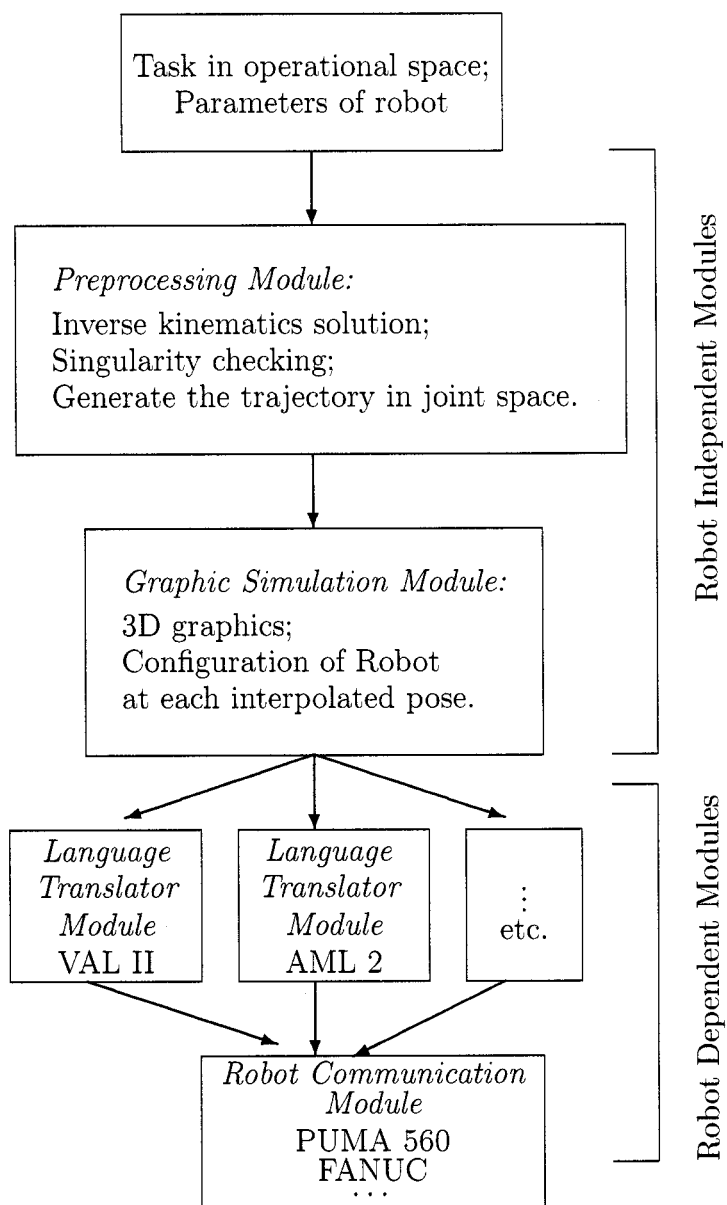 Task in operational space;
Parameters of robot
Preprocessing Module:
Inverse kinematics solution;
Singularity checking;
Generate the trajectory in joint space.
Graphic Simulation Module:
3D graphics;
Configuration of Robot
at each interpolated pose.
Robot Independent Modules
Language
Translator
Module
VAL II
Language
Translator
Module
AML 2
⋮
etc.
Robot Communication
Module
PUMA 560
FANUC
⋯
Robot Dependent Modules